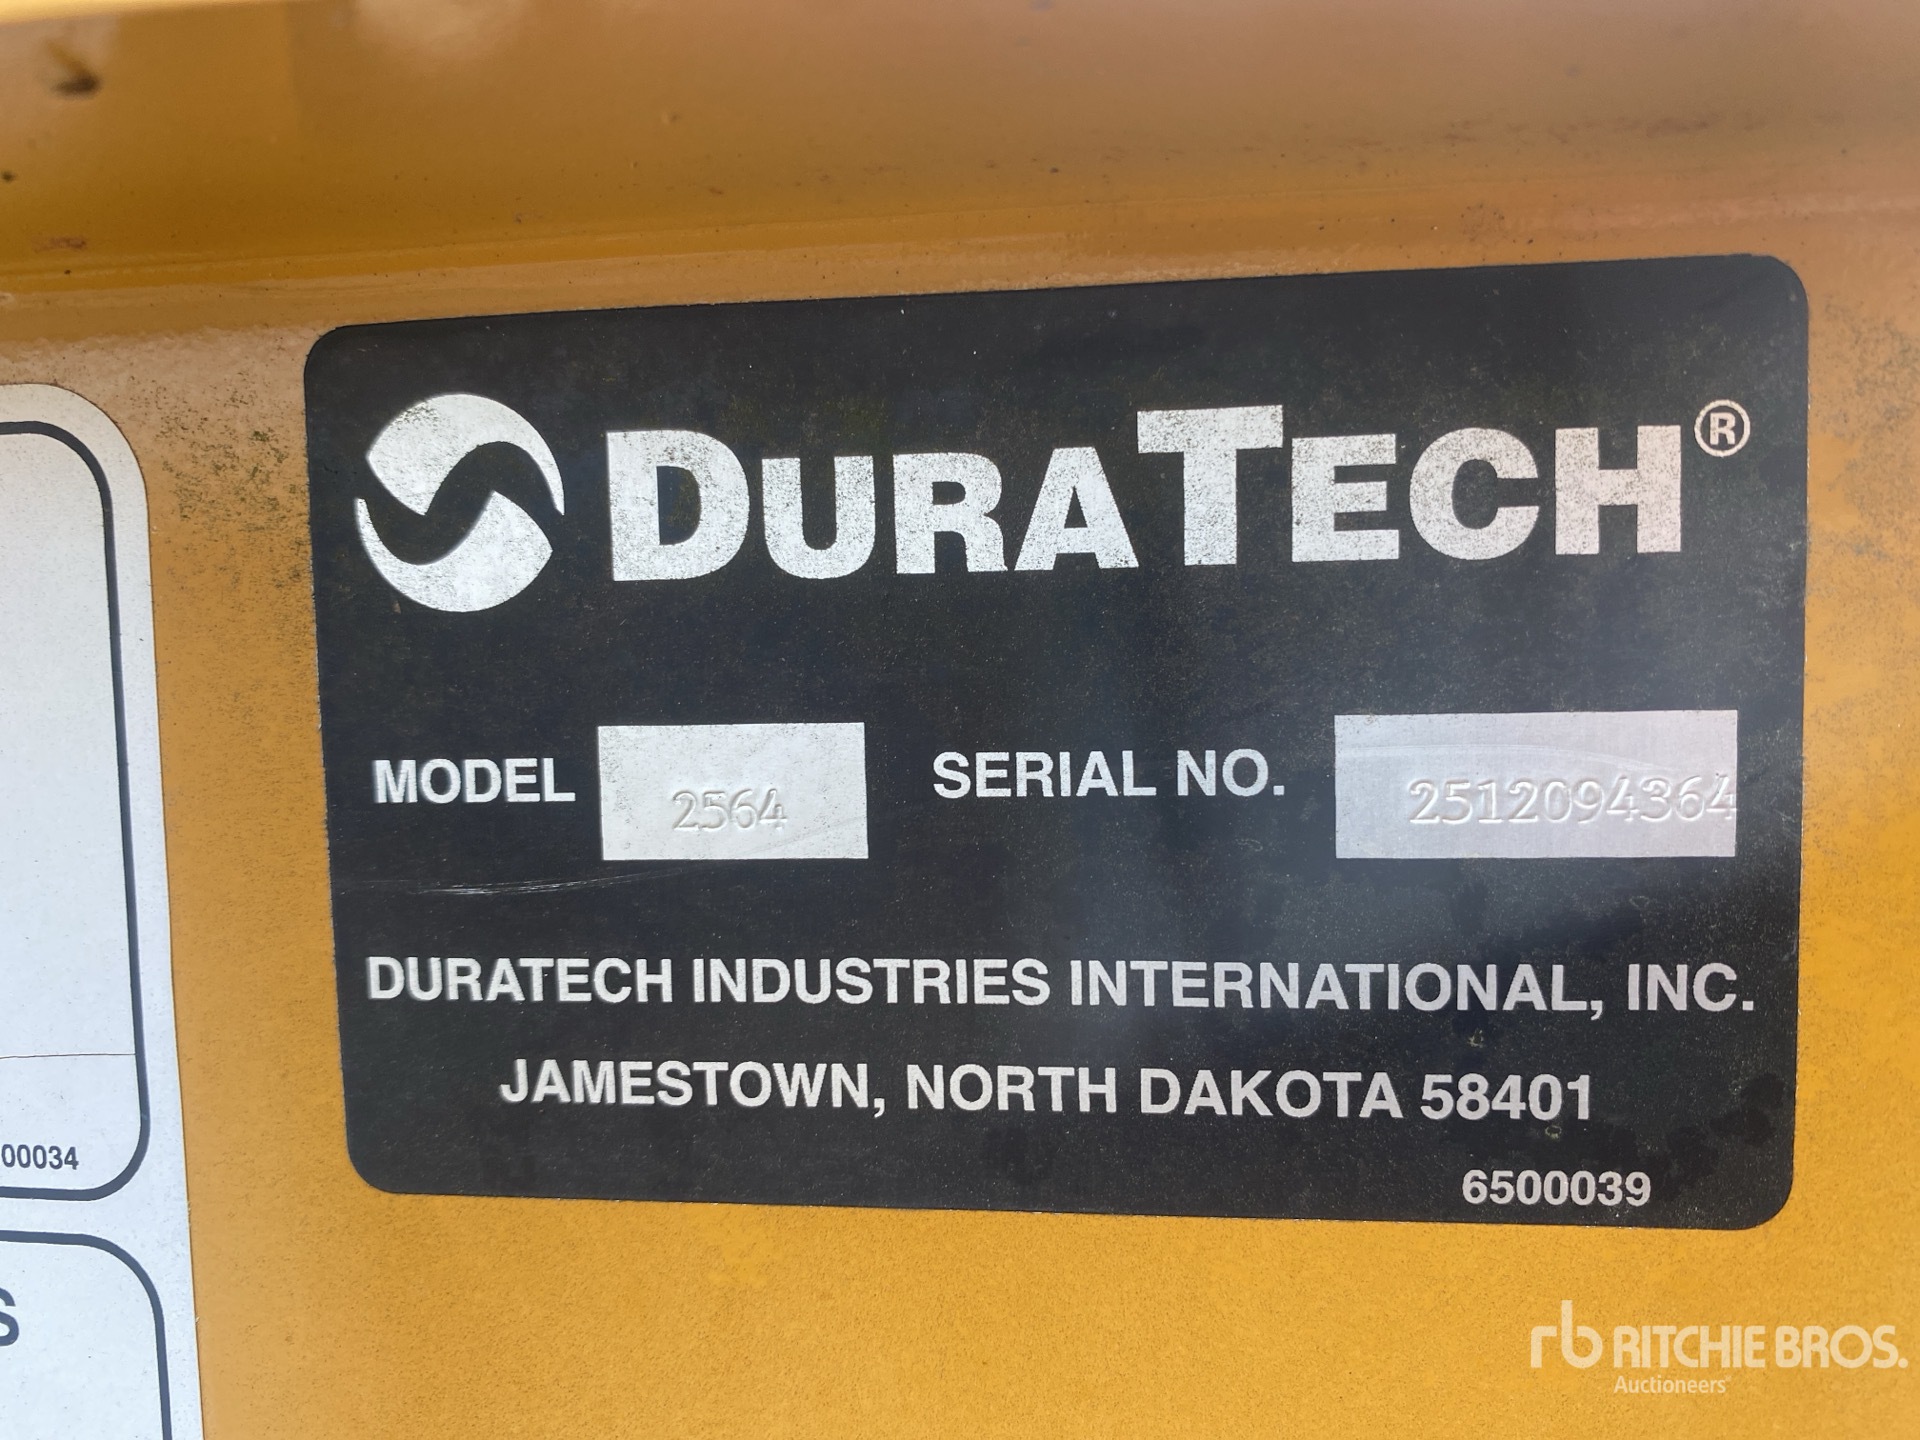 DURATECH®
MODEL 2564 SERIAL NO. 2512094364
DURATECH INDUSTRIES INTERNATIONAL, INC.
JAMESTOWN, NORTH DAKOTA 58401
6500039
00034
S
rb RITCHIE BROS.
Auctioneers